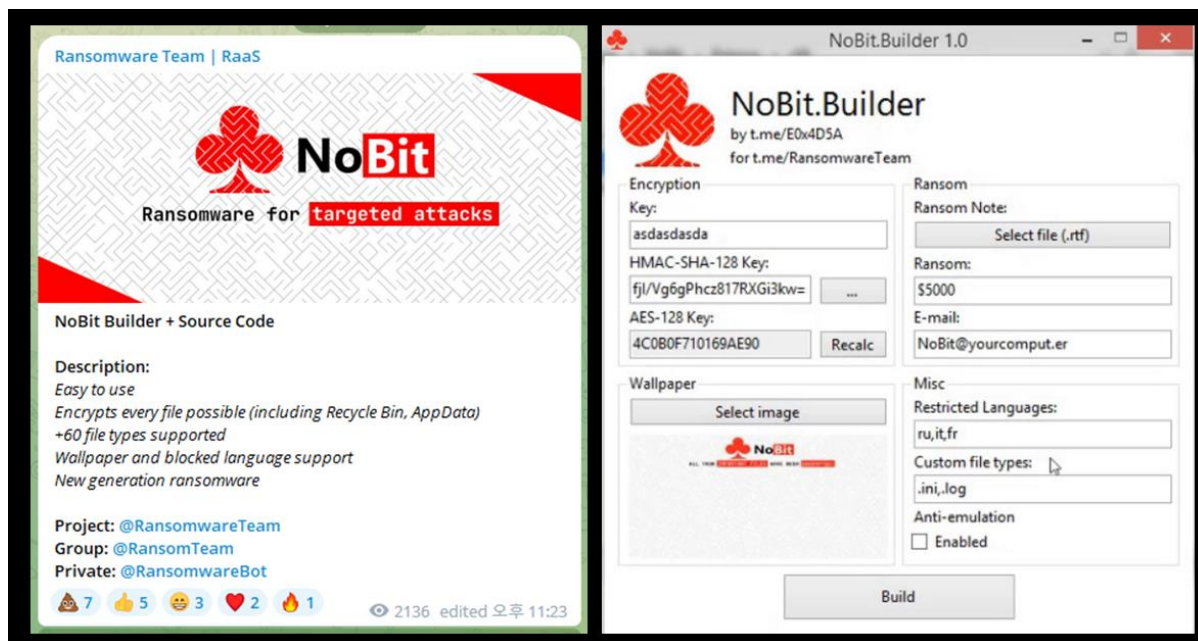 Ransomware Team | RaaS
NoBit
Ransomware for targeted attacks
NoBit Builder + Source Code
Description:
Easy to use
Encrypts every file possible (including Recycle Bin, AppData)
+60 file types supported
Wallpaper and blocked language support
New generation ransomware
Project: @RansomwareTeam
Group: @RansomTeam
Private: @RansomwareBot
7 5 3 2 1
2136 edited 오후 11:23
NoBit.Builder 1.0
NoBit.Builder
by t.me/E0x4D5A
for t.me/RansomwareTeam
Encryption
Key:
asdasdasda
HMAC-SHA-128 Key:
fjI/Vg6gPhcz817RXGi3kw=
...
AES-128 Key:
4C0B0F710169AE90
Recalc
Wallpaper
Select image
NoBit
Ransom
Ransom Note:
Select file (.rtf)
Ransom:
$5000
E-mail:
NoBit@yourcomput.er
Misc
Restricted Languages:
ru,it,fr
Custom file types:
.ini,.log
Anti-emulation
Enabled
Build